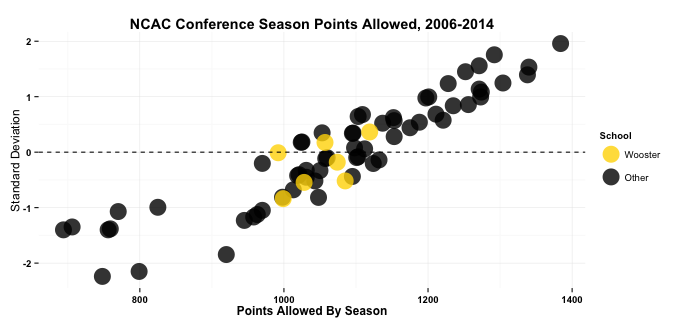 NCAC Conference Season Points Allowed, 2006-2014
Standard Deviation
2
1
0
-1
-2
800
1000
1200
1400
Points Allowed By Season
School
Wooster
Other